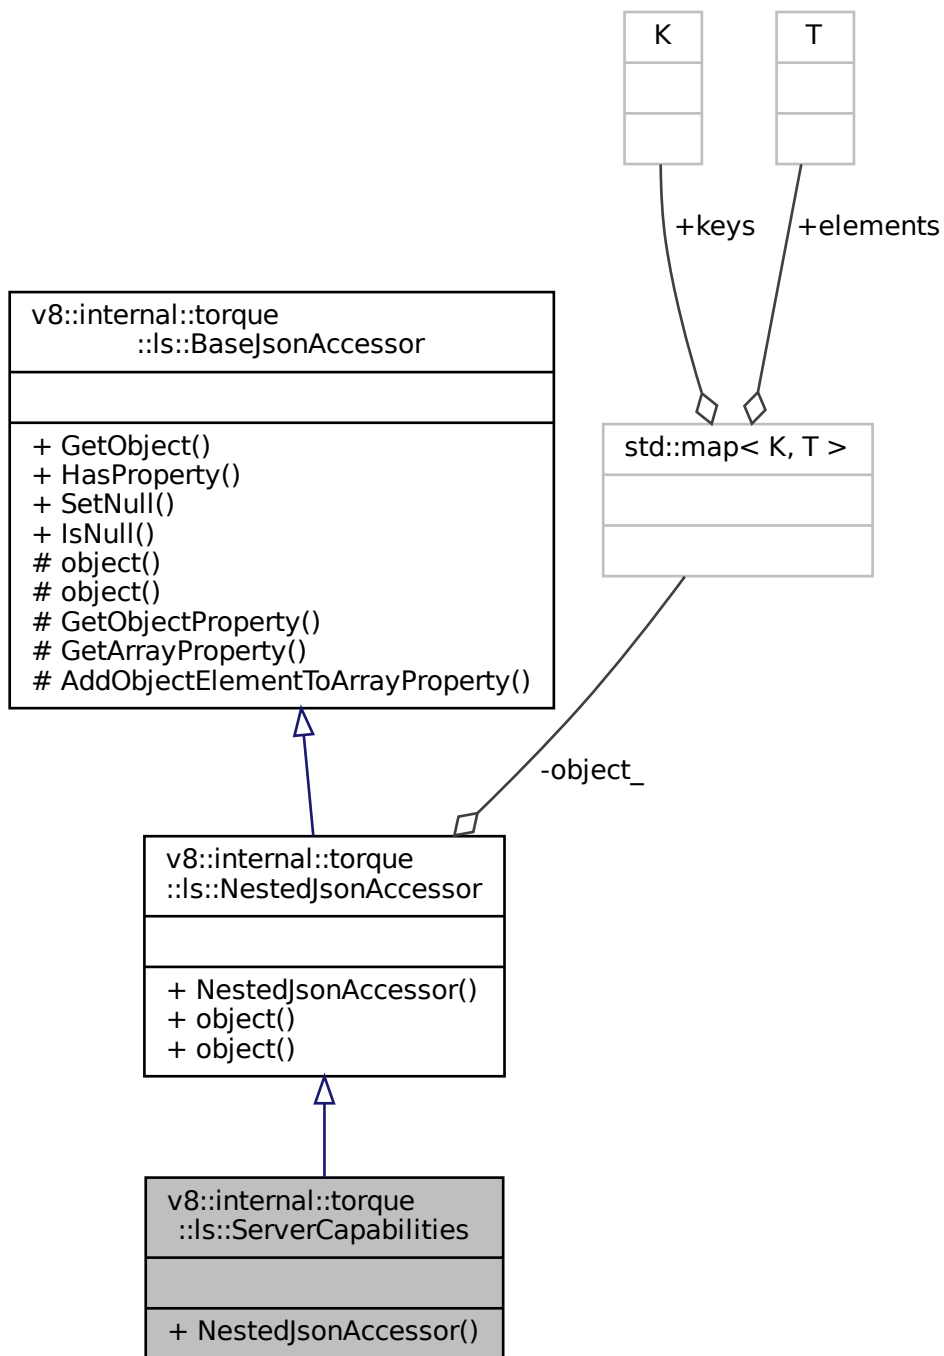 K
T
+keys
+elements
v8::internal::torque
::ls::BaseJsonAccessor
+ GetObject()
+ HasProperty()
+ SetNull()
+ IsNull()
# object()
# object()
# GetObjectProperty()
# GetArrayProperty()
# AddObjectElementToArrayProperty()
std::map< K, T >
-object_
v8::internal::torque
::ls::NestedJsonAccessor
+ NestedJsonAccessor()
+ object()
+ object()
v8::internal::torque
::ls::ServerCapabilities
+ NestedJsonAccessor()